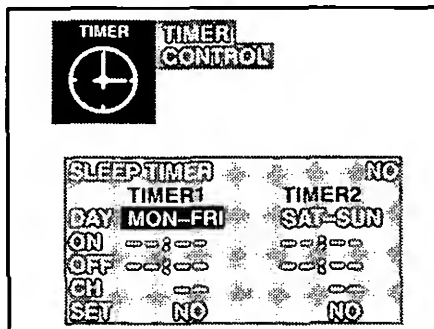 TIMER
TIMER
CONTROL
SLEEP TIMER NO
TIMER1 TIMER2
DAY MON-FRI SAT-SUN
ON --:-- --:--
OFF --:-- --:--
CH -- --
SET NO NO